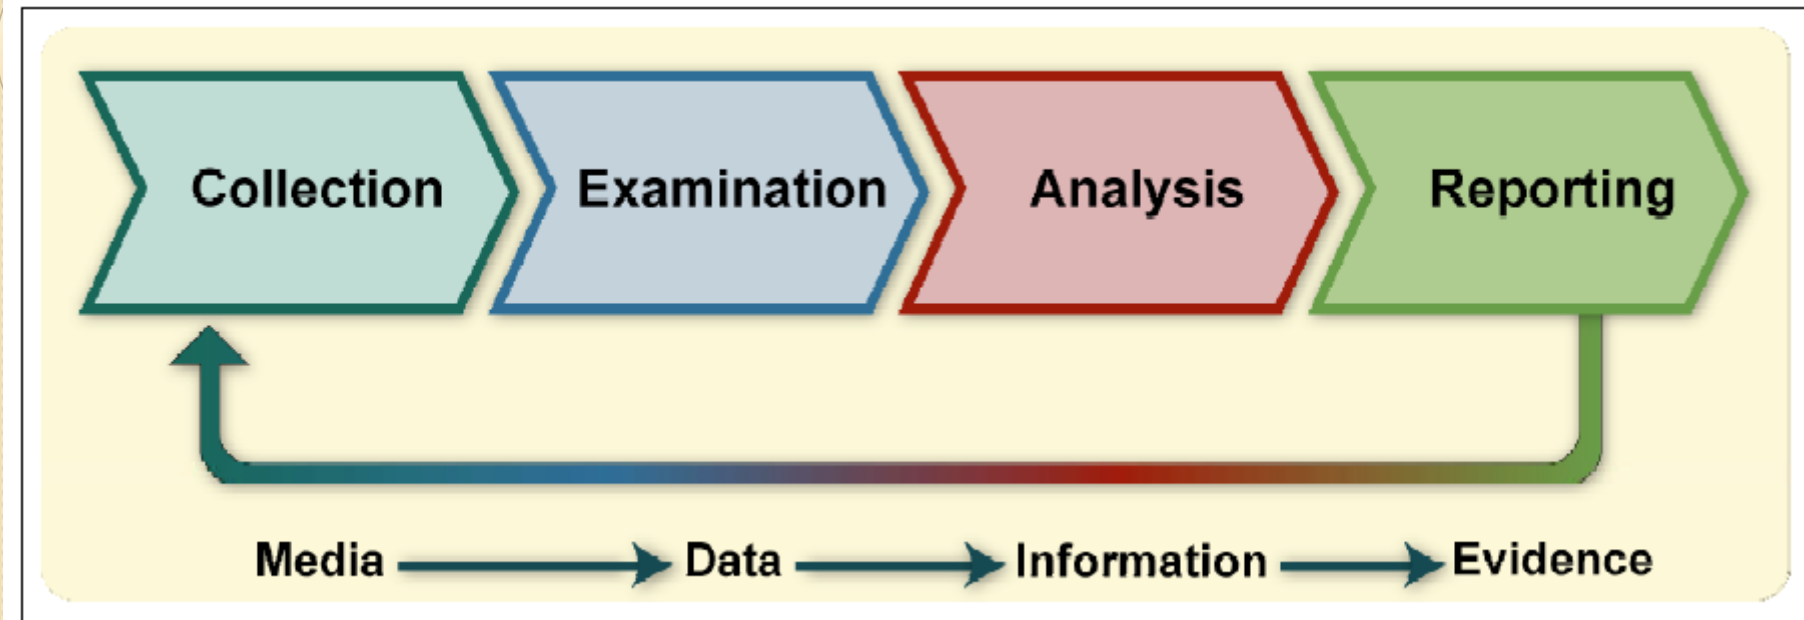 Collection Examination Analysis Reporting
Media Data Information Evidence